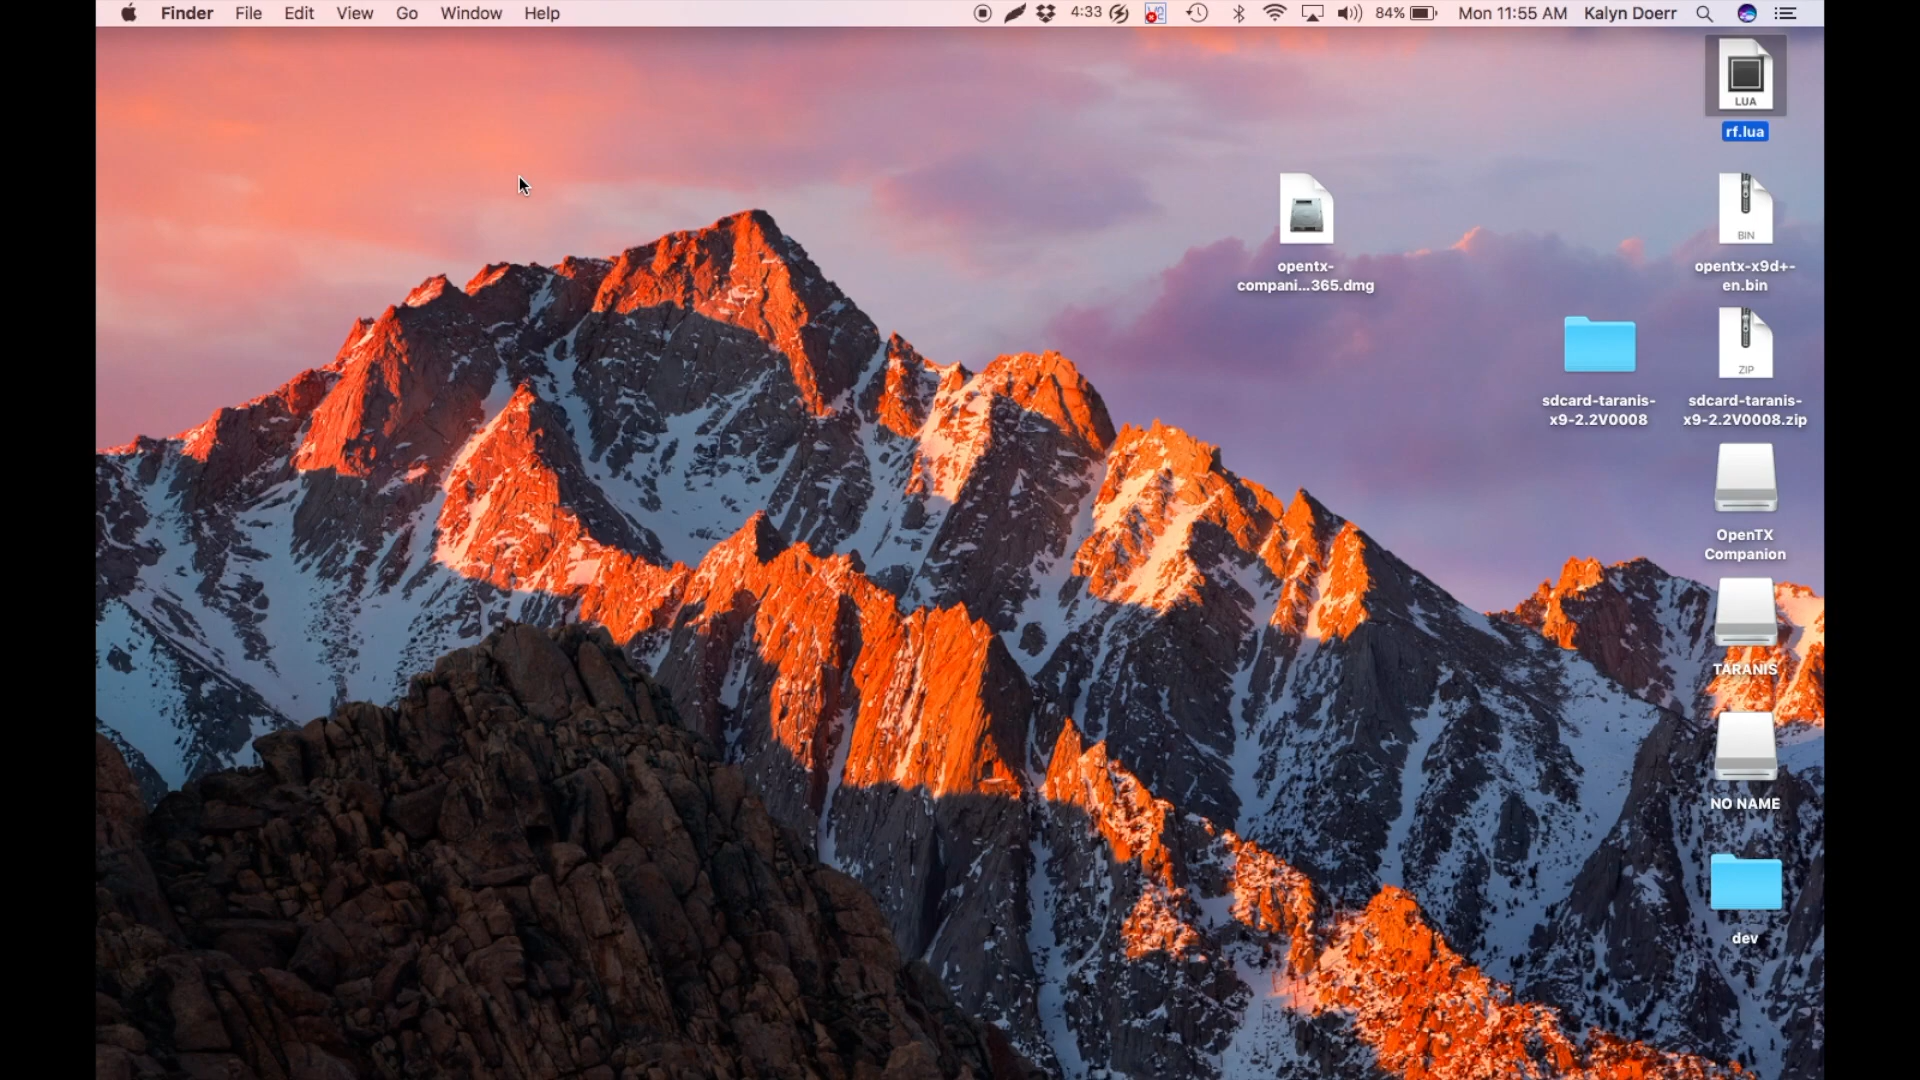 Finder File Edit View Go Window Help 4:33 84% Mon 11:55 AM Kalyn Doerr
LUA
rf.lua
opentx-
compani...365.dmg
BIN
opentx-x9d+-
en.bin
sdcard-taranis-
x9-2.2V0008
ZIP
sdcard-taranis-
x9-2.2V0008.zip
OpenTX
Companion
TARANIS
NO NAME
dev